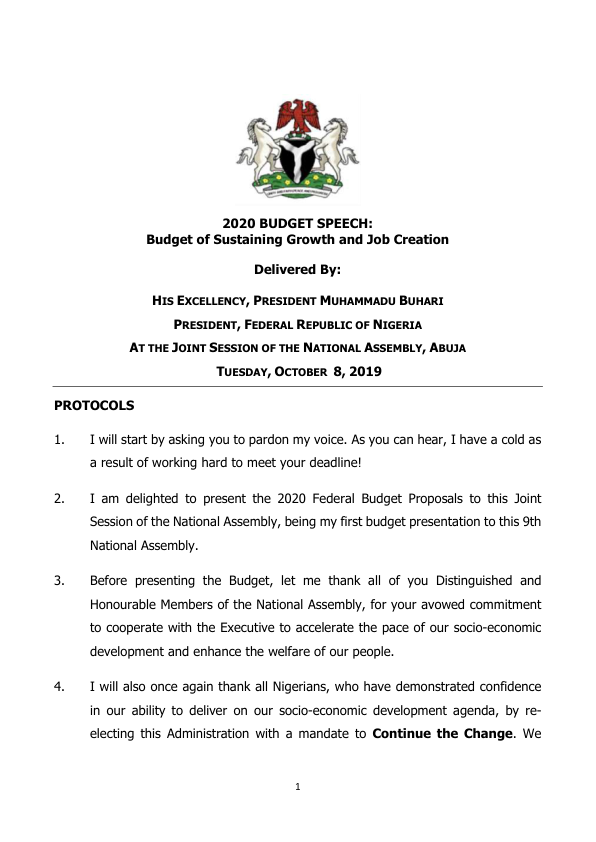 2020 BUDGET SPEECH:
Budget of Sustaining Growth and Job Creation
Delivered By:
HIS EXCELLENCY, PRESIDENT MUHAMMADU BUHARI
PRESIDENT, FEDERAL REPUBLIC OF NIGERIA
AT THE JOINT SESSION OF THE NATIONAL ASSEMBLY, ABUJA
TUESDAY, OCTOBER 8, 2019
PROTOCOLS
1. I will start by asking you to pardon my voice. As you can hear, I have a cold as
a result of working hard to meet your deadline!
2. I am delighted to present the 2020 Federal Budget Proposals to this Joint
Session of the National Assembly, being my first budget presentation to this 9th
National Assembly.
3. Before presenting the Budget, let me thank all of you Distinguished and
Honourable Members of the National Assembly, for your avowed commitment
to cooperate with the Executive to accelerate the pace of our socio-economic
development and enhance the welfare of our people.
4. I will also once again thank all Nigerians, who have demonstrated confidence
in our ability to deliver on our socio-economic development agenda, by re-
electing this Administration with a mandate to Continue the Change. We
1